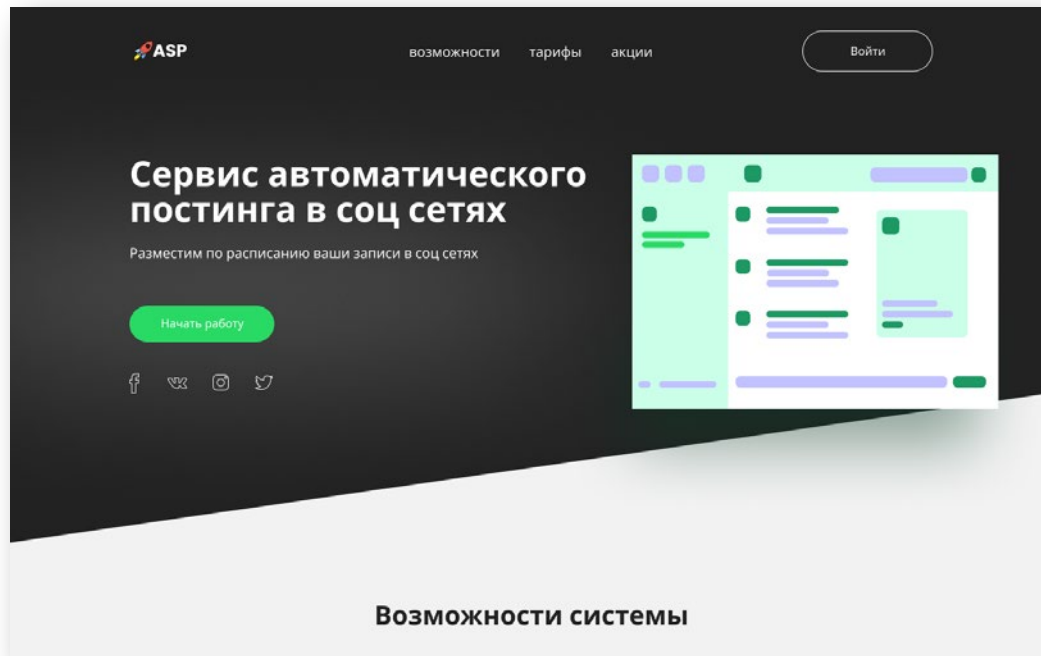 ASP
возможности тарифы акции
Войти
Сервис автоматического
постинга в соц сетях
Разместим по расписанию ваши записи в соц сетях
Начать работу
Возможности системы